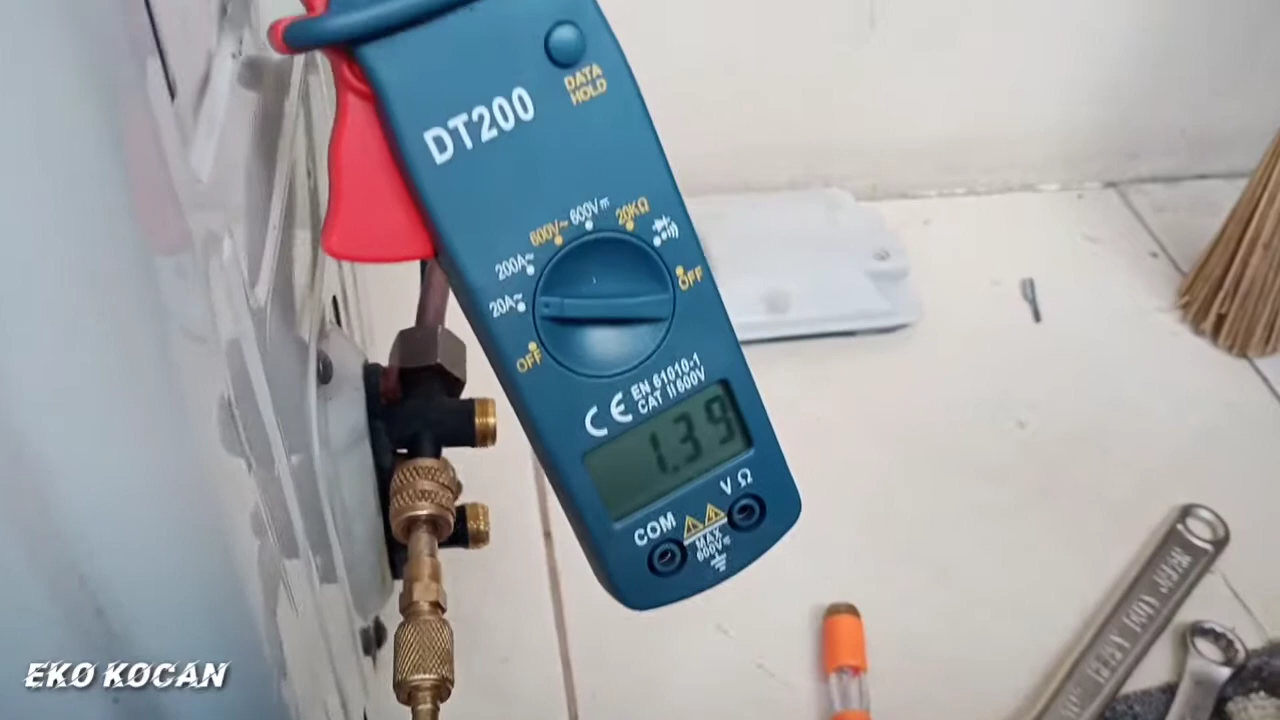 DATA
HOLD
DT200
600V⎓
600V~
20KΩ
200A~
20A~
OFF
OFF
CE
EN 61010-1
CAT II 600V
1.39
COM
V Ω
MAX
600V
EKO KOCAN